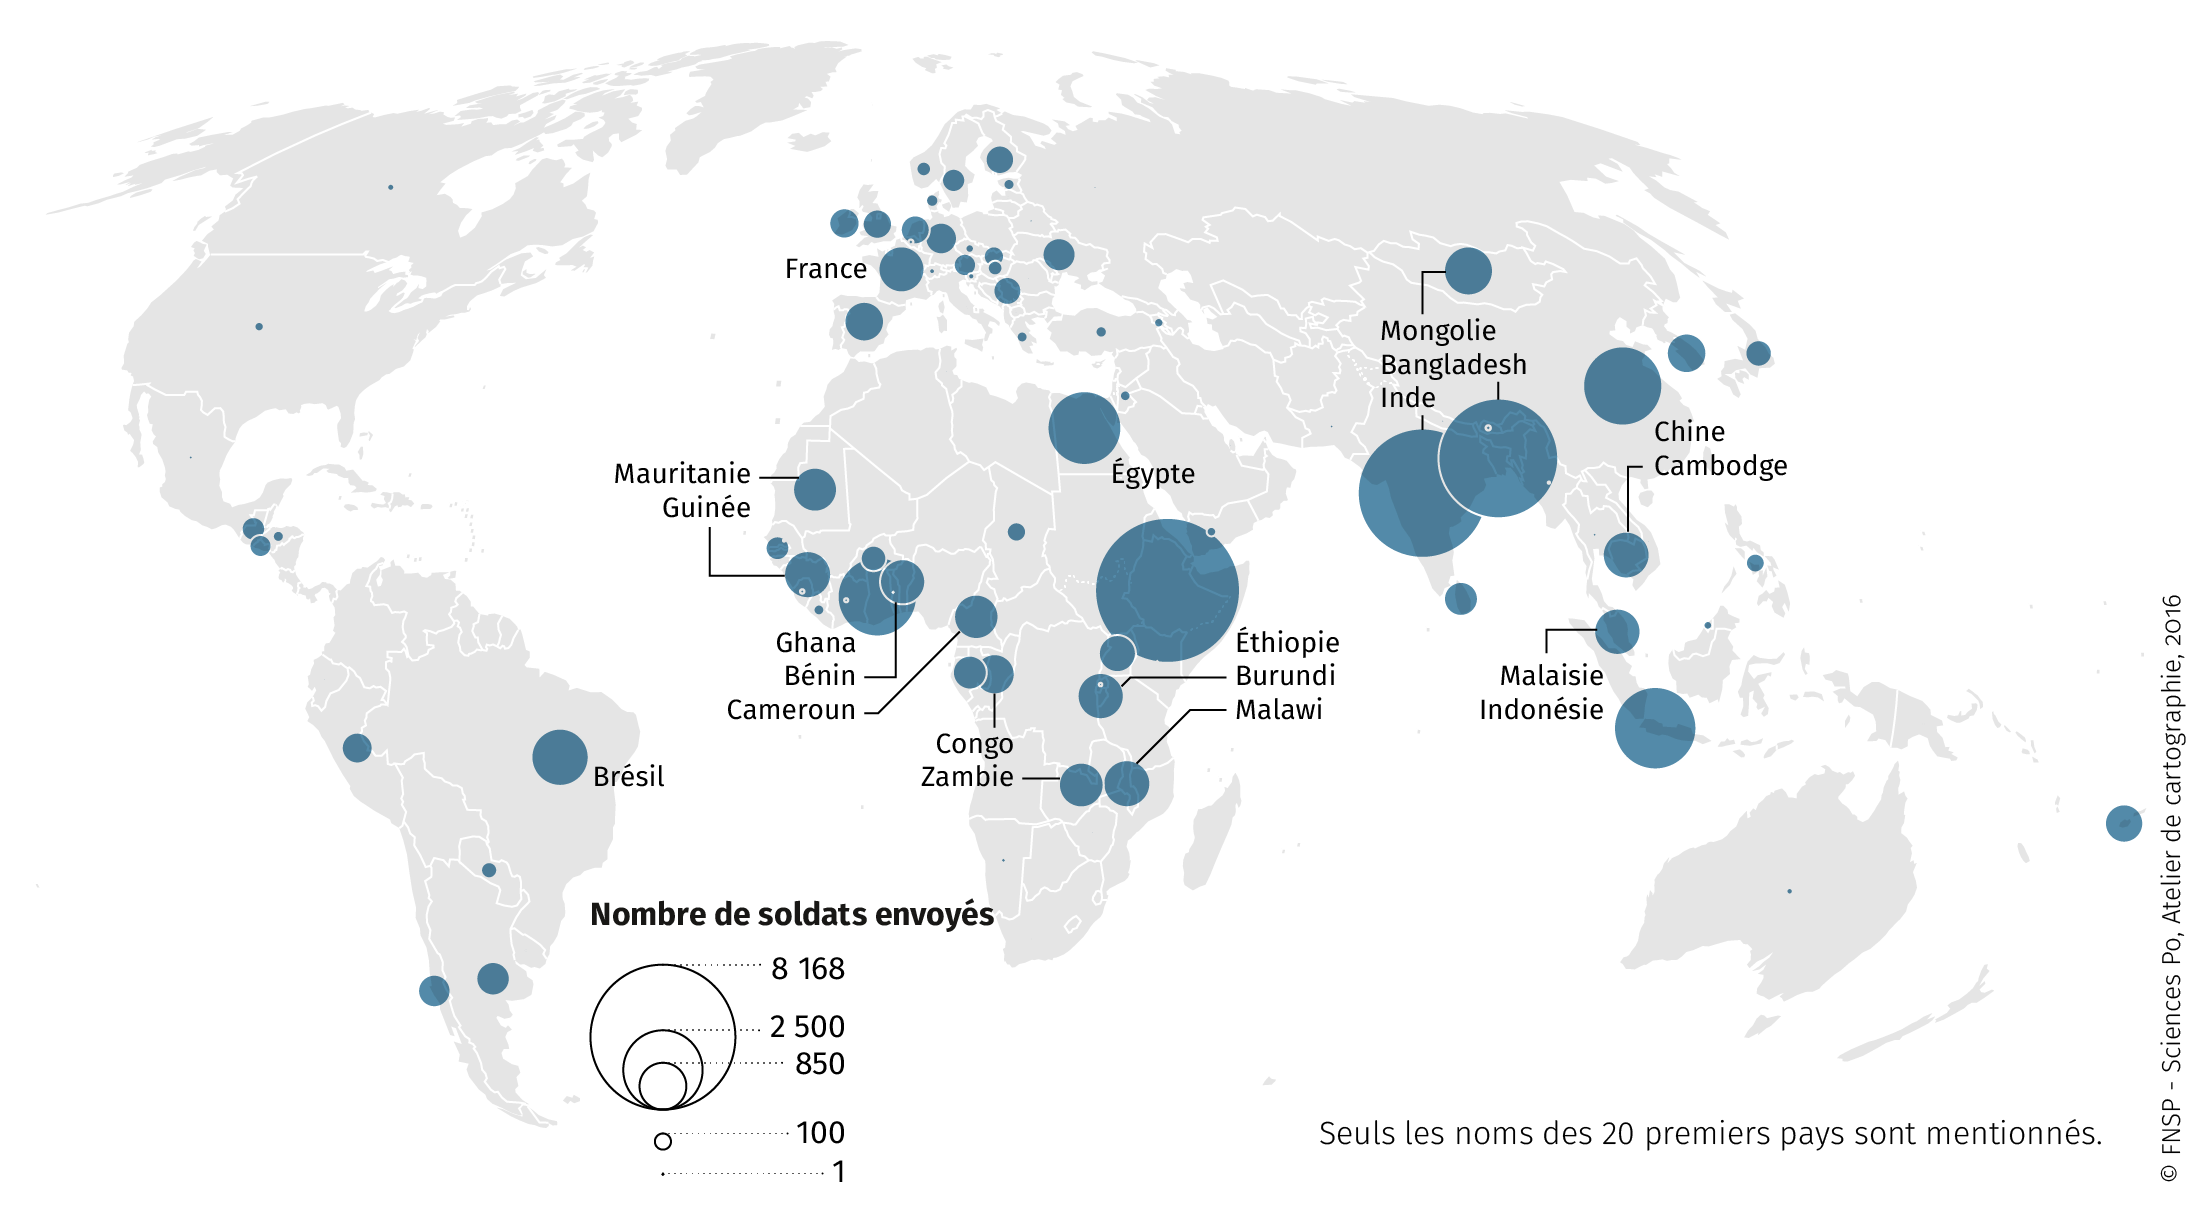 France
Mongolie
Bangladesh
Inde
Chine
Cambodge
Mauritanie
Guinée
Égypte
Ghana
Bénin
Cameroun
Éthiopie
Burundi
Malawi
Malaisie
Indonésie
Congo
Zambie
Brésil
Nombre de soldats envoyés
8 168
2 500
850
100
1
Seuls les noms des 20 premiers pays sont mentionnés.
© FNSP - Sciences Po, Atelier de cartographie, 2016